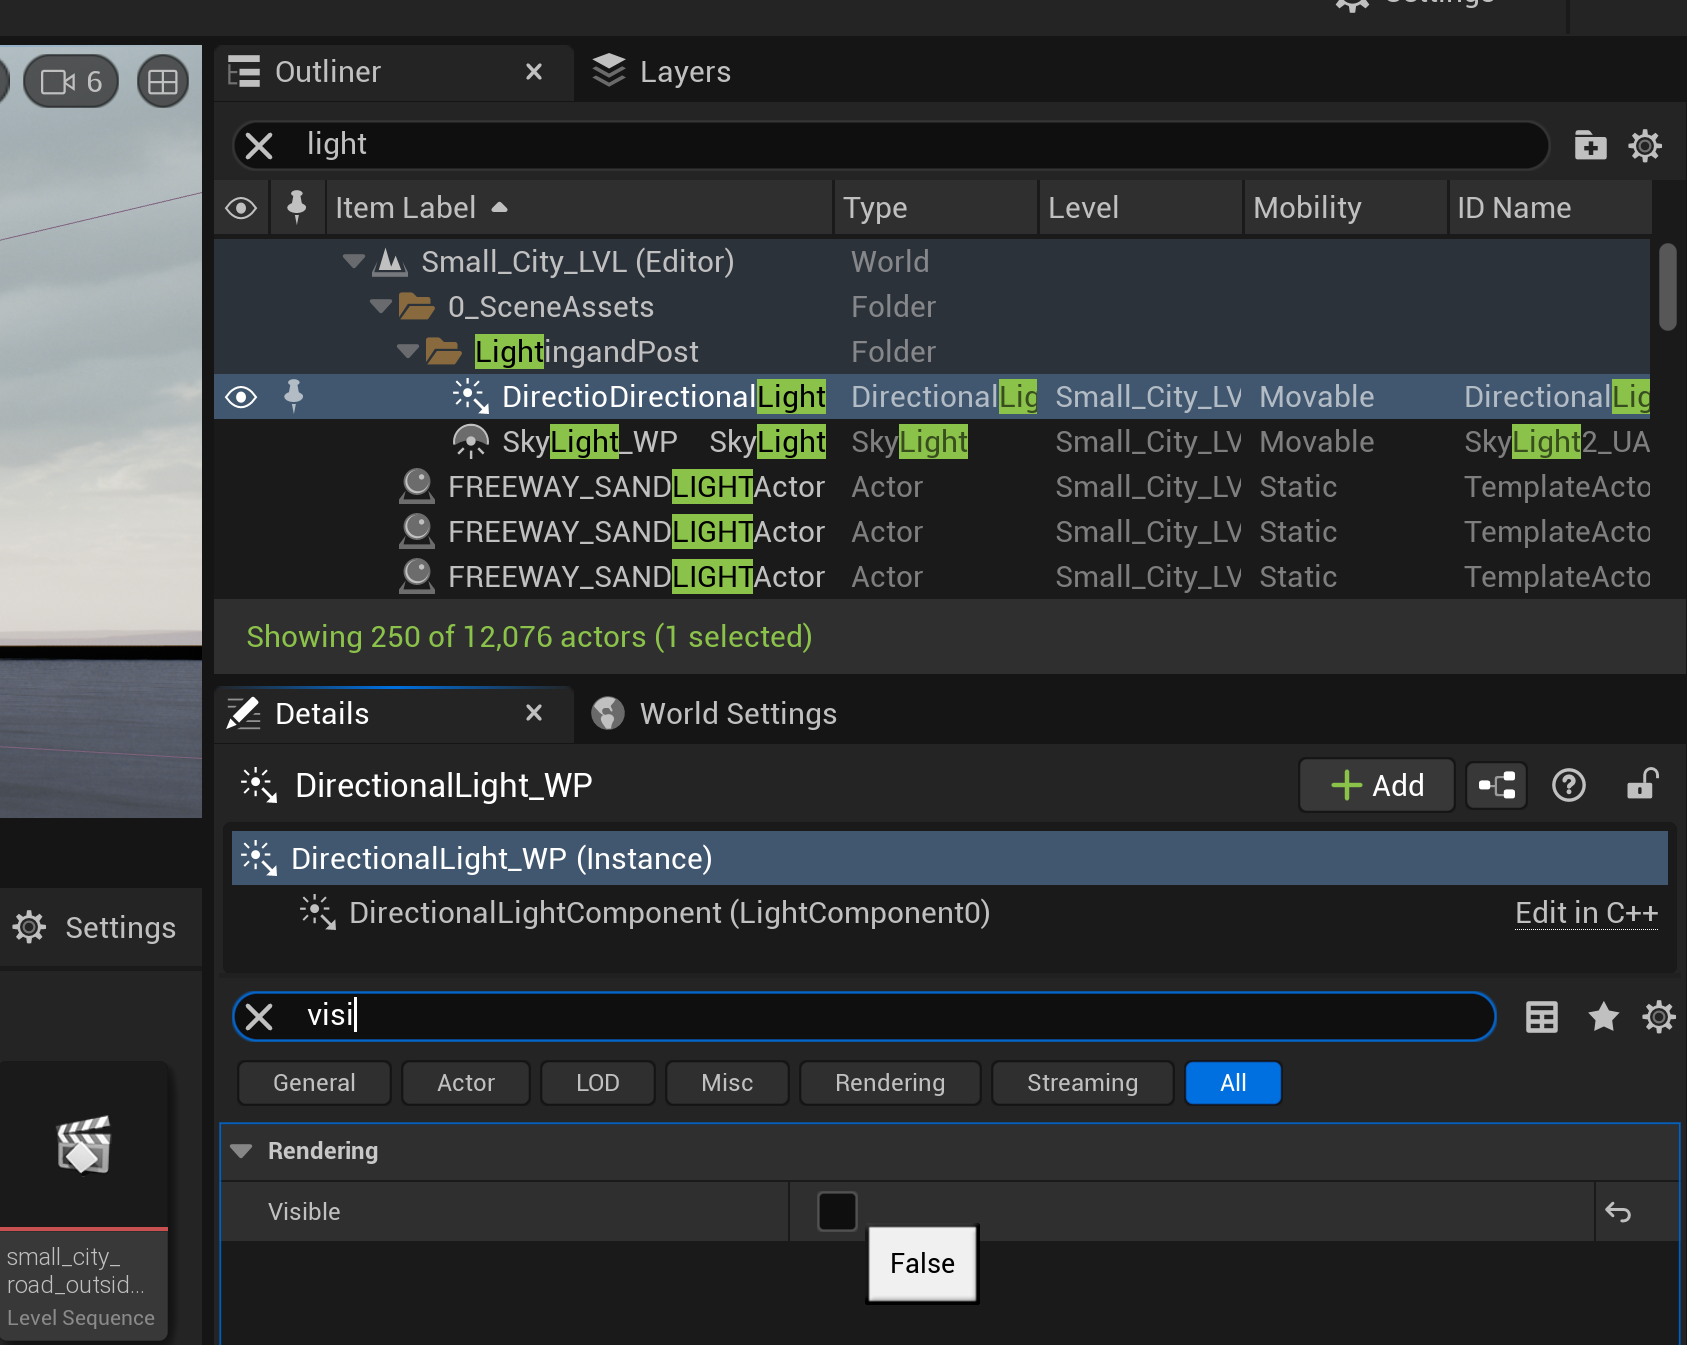 6
Outliner
Layers
light
Item Label Type Level Mobility ID Name
Small_City_LVL (Editor) World
0_SceneAssets Folder
LightingandPost Folder
DirectioDirectionalLight DirectionalLig Small_City_LV Movable DirectionalLig
SkyLight_WP SkyLight SkyLight Small_City_LV Movable SkyLight2_UA
FREEWAY_SANDLIGHTActor Actor Small_City_LV Static TemplateActo
FREEWAY_SANDLIGHTActor Actor Small_City_LV Static TemplateActo
FREEWAY_SANDLIGHTActor Actor Small_City_LV Static TemplateActo
Showing 250 of 12,076 actors (1 selected)
Details
World Settings
DirectionalLight_WP
Add
DirectionalLight_WP (Instance)
DirectionalLightComponent (LightComponent0) Edit in C++
Settings
visi
General Actor LOD Misc Rendering Streaming All
Rendering
Visible
False
small_city_
road_outsid...
Level Sequence